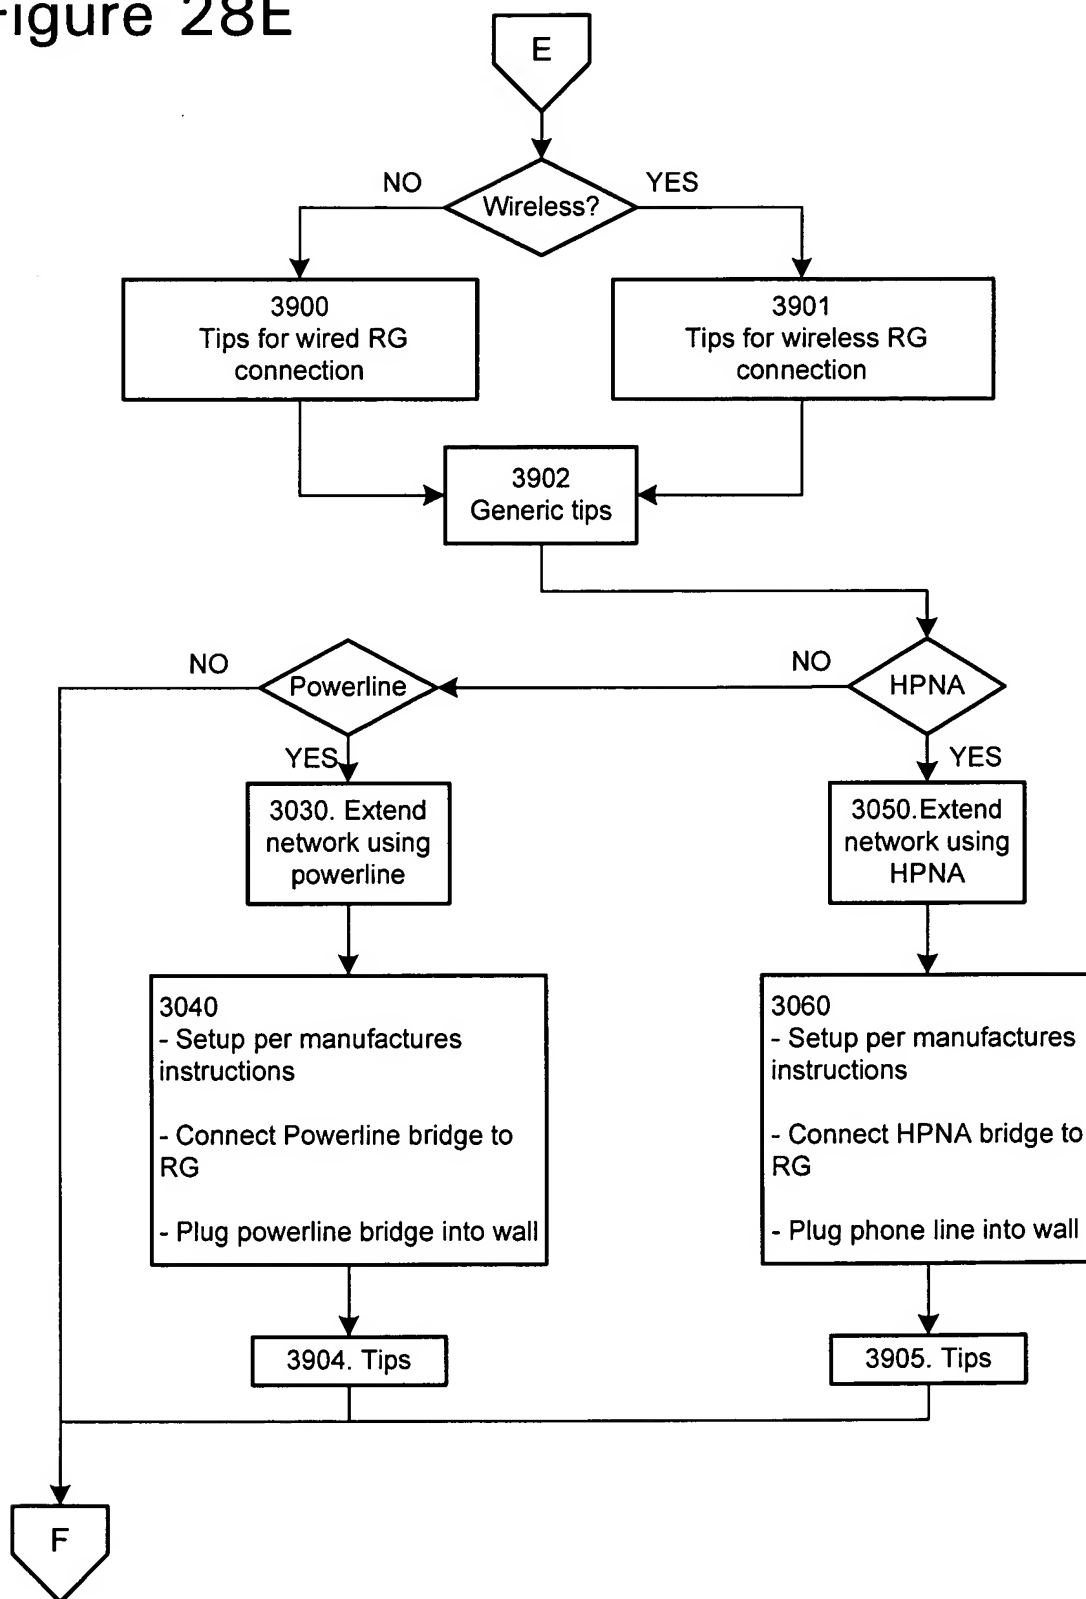 Figure 28E
E
NO
YES
Wireless?
3900
Tips for wired RG
connection
3901
Tips for wireless RG
connection
3902
Generic tips
NO
Powerline
NO
HPNA
YES
YES
3030. Extend
network using
powerline
3050.Extend
network using
HPNA
3040
- Setup per manufactures
instructions
- Connect Powerline bridge to
RG
- Plug powerline bridge into wall
3060
- Setup per manufactures
instructions
- Connect HPNA bridge to
RG
- Plug phone line into wall
3904. Tips
3905. Tips
F